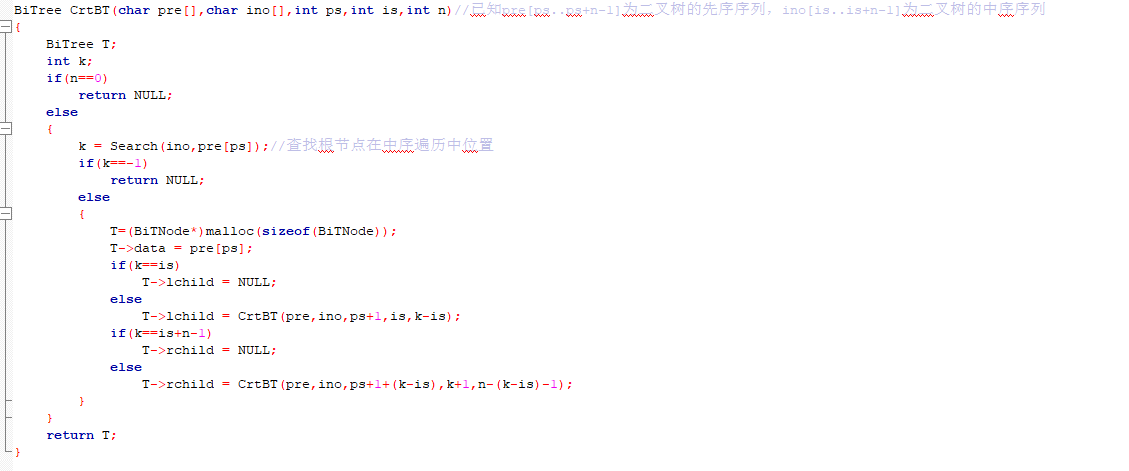 BiTree CrtBT(char pre[],char ino[],int ps,int is,int n)//已知pre[ps..ps+n-1]为二叉树的先序序列，ino[is..is+n-1]为二叉树的中序序列
{
    BiTree T;
    int k;
    if(n==0)
        return NULL;
    else
    {
        k = Search(ino,pre[ps]);//查找根节点在中序遍历中位置
        if(k==-1)
            return NULL;
        else
        {
            T=(BiTNode*)malloc(sizeof(BiTNode));
            T->data = pre[ps];
            if(k==is)
                T->lchild = NULL;
            else
                T->lchild = CrtBT(pre,ino,ps+1,is,k-is);
            if(k==is+n-1)
                T->rchild = NULL;
            else
                T->rchild = CrtBT(pre,ino,ps+1+(k-is),k+1,n-(k-is)-1);
        }
    }
    return T;
}